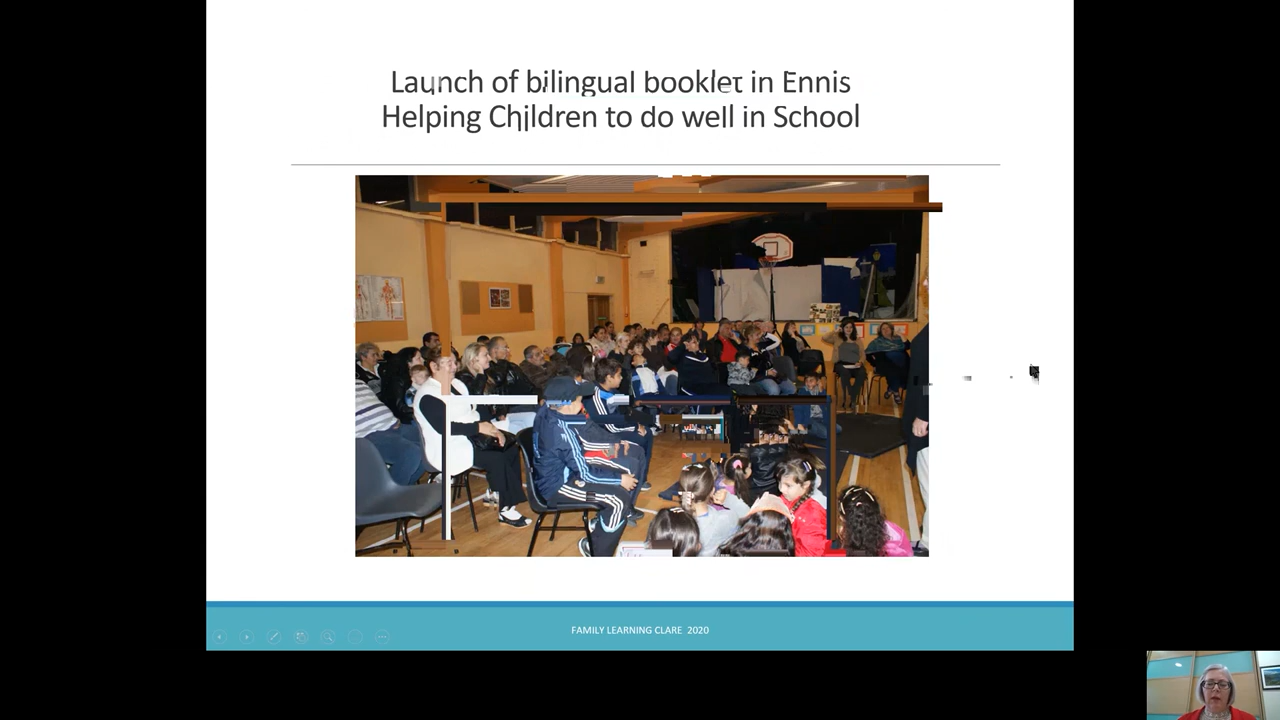 Launch of bilingual booklet in Ennis
Helping Children to do well in School
FAMILY LEARNING CLARE 2020